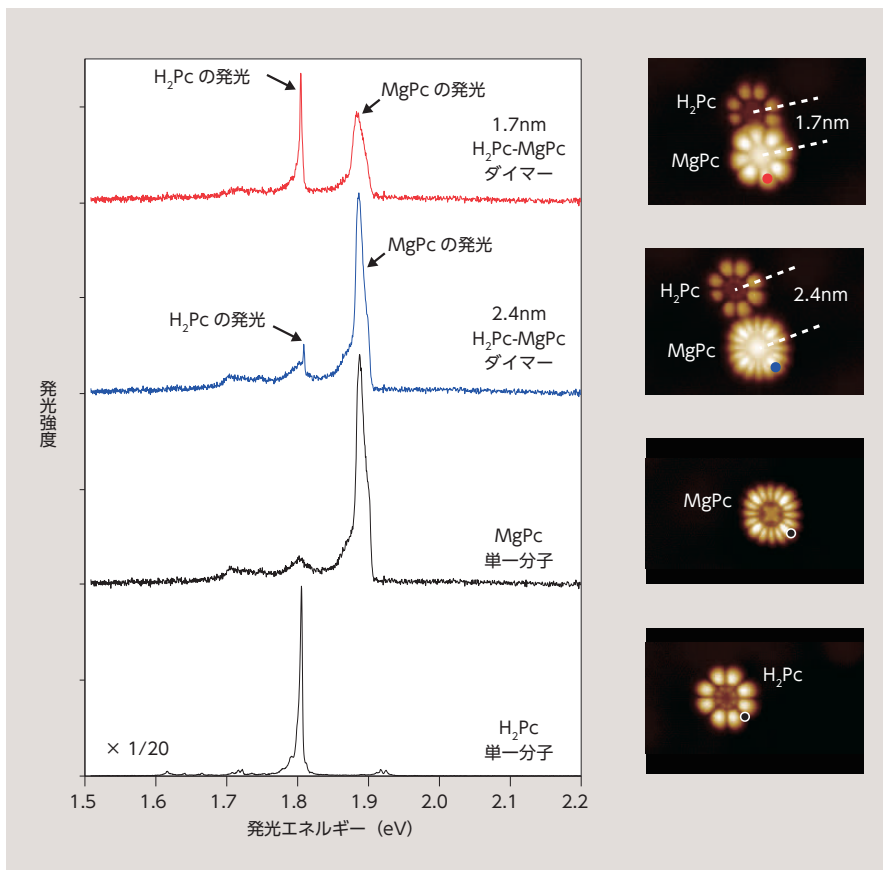 H₂Pc の発光
MgPc の発光
1.7nm
H₂Pc-MgPc
ダイマー
MgPc の発光
H₂Pc の発光
2.4nm
H₂Pc-MgPc
ダイマー
MgPc
単一分子
× 1/20
H₂Pc
単一分子
発光強度
1.5 1.6 1.7 1.8 1.9 2.0 2.1 2.2
発光エネルギー（eV）
H₂Pc
1.7nm
MgPc
H₂Pc
2.4nm
MgPc
MgPc
H₂Pc